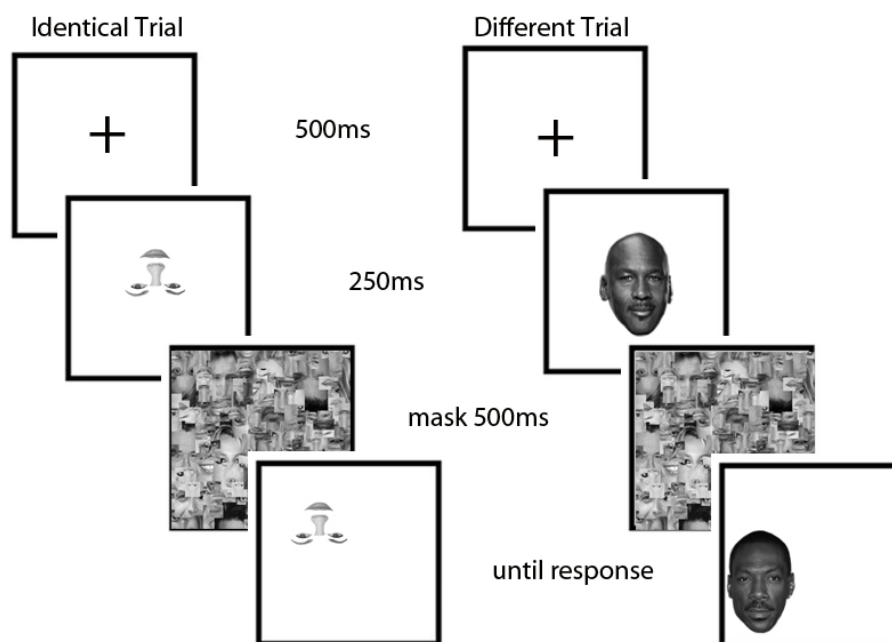 Identical Trial
Different Trial
500ms
250ms
mask 500ms
until response